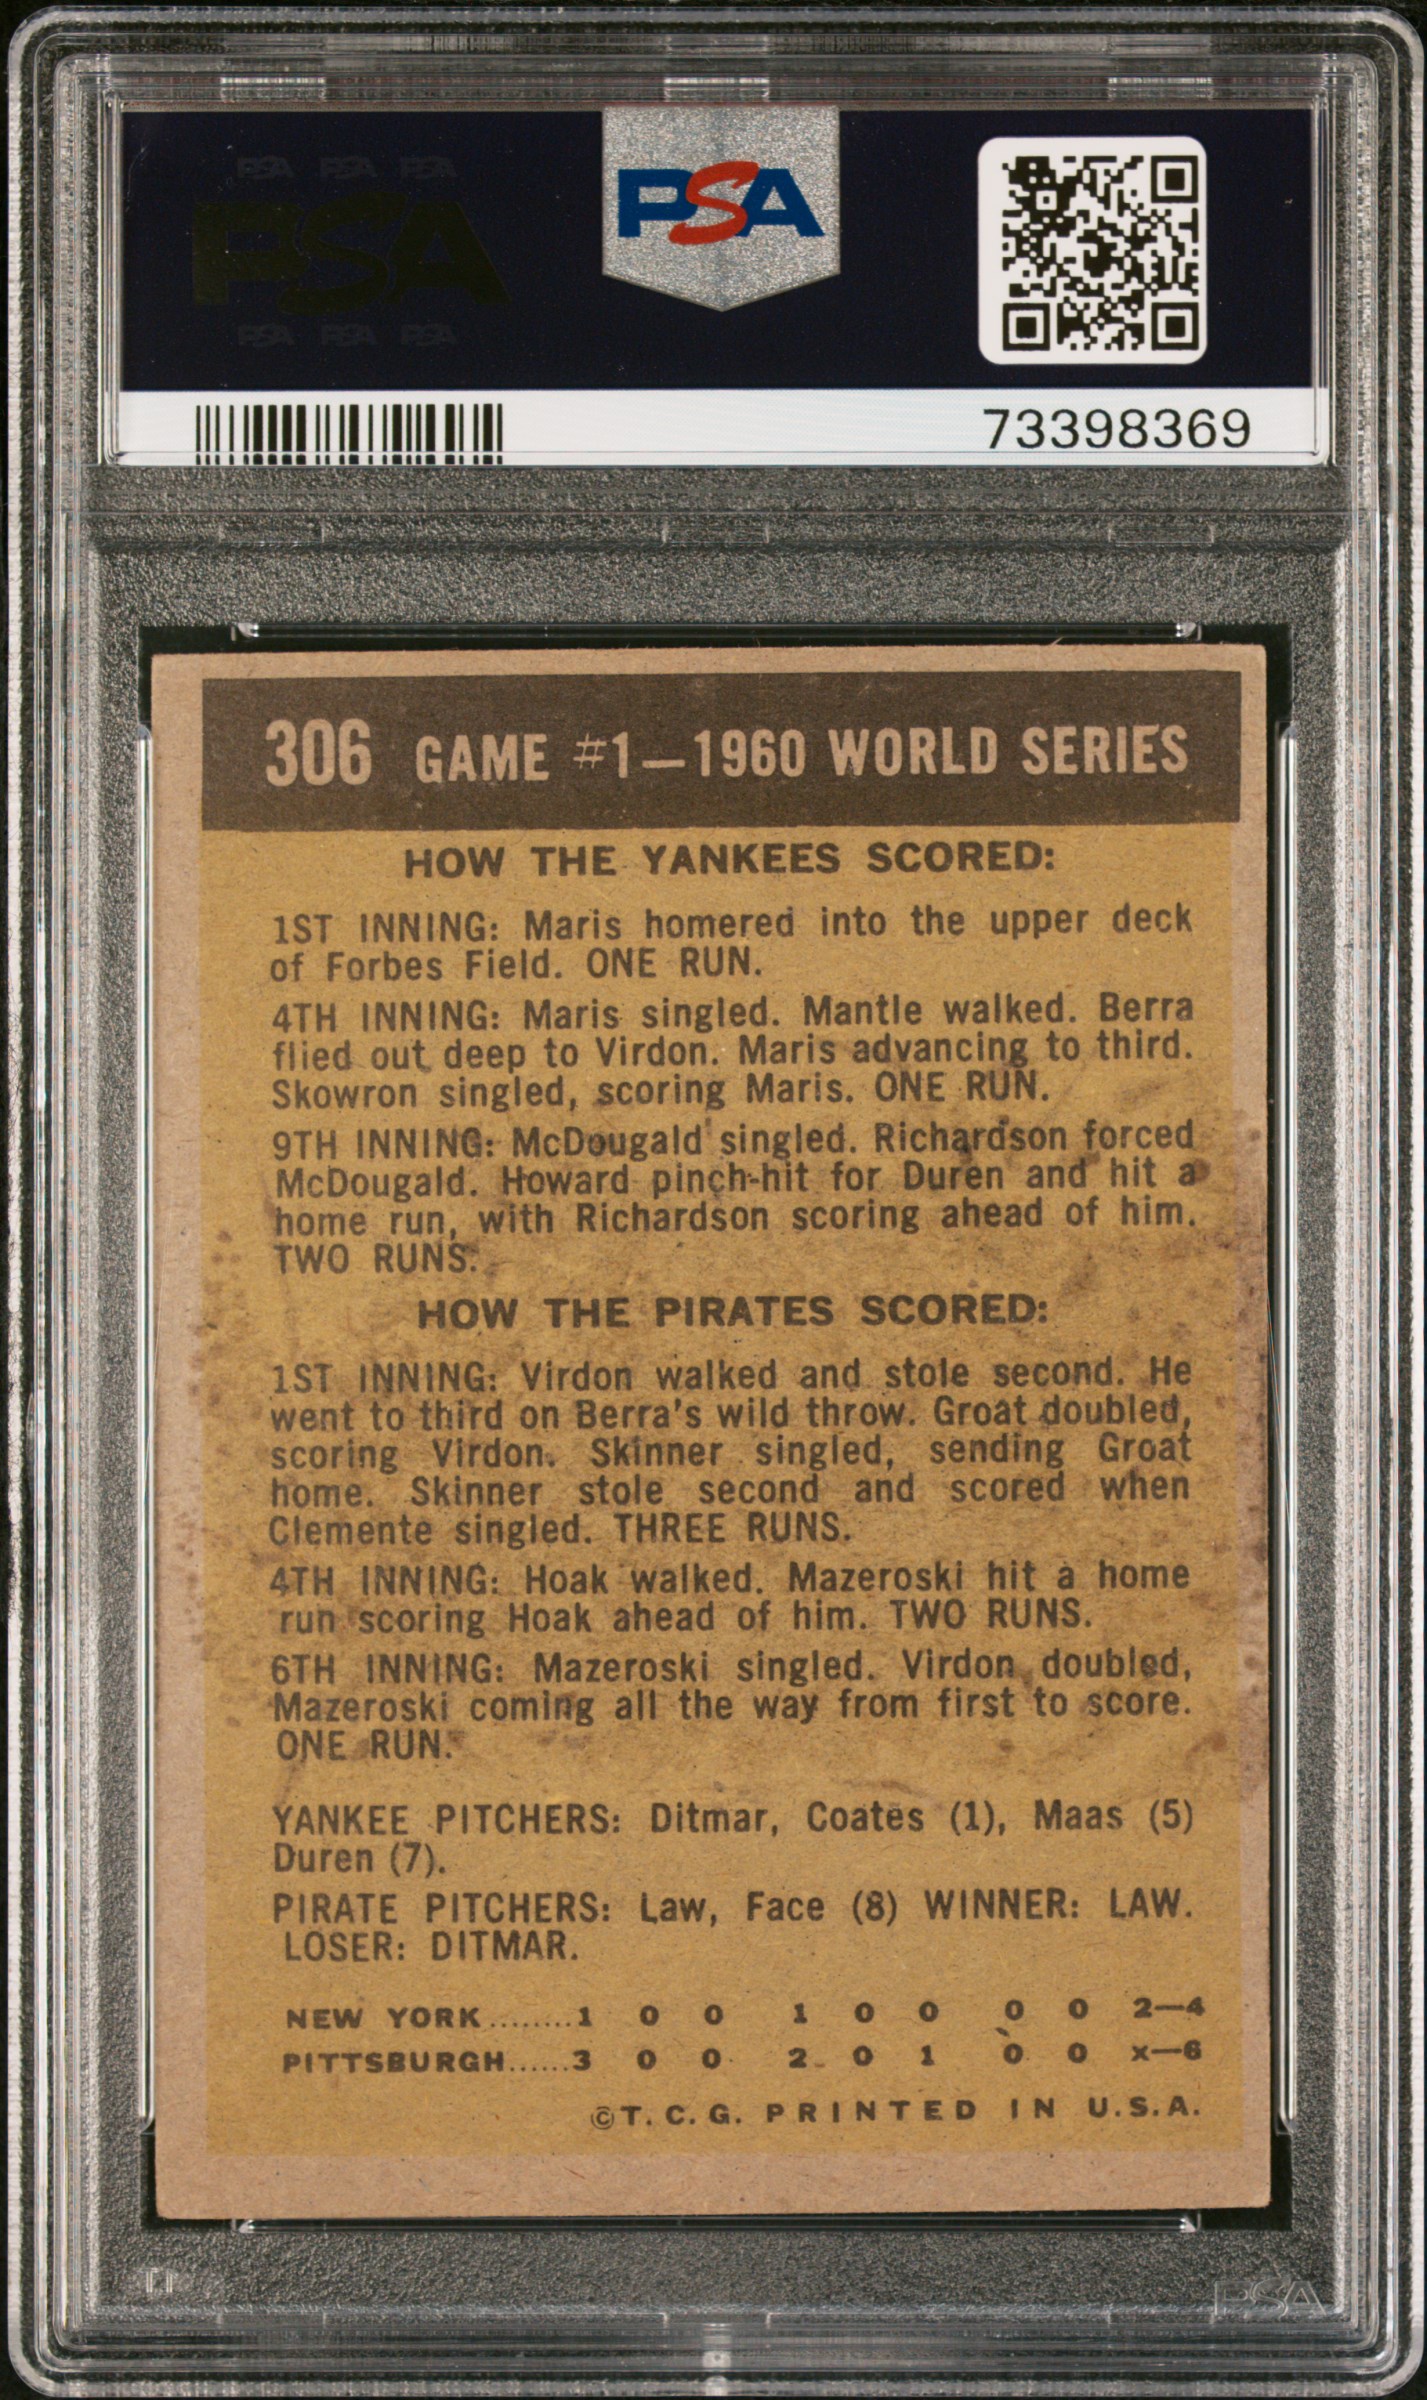 PSA PSA PSA
PSA
PSA PSA PSA
PSA
73398369
306 GAME #1—1960 WORLD SERIES
HOW THE YANKEES SCORED:
1ST INNING: Maris homered into the upper deck
of Forbes Field. ONE RUN.
4TH INNING: Maris singled. Mantle walked. Berra
flied out deep to Virdon. Maris advancing to third.
Skowron singled, scoring Maris. ONE RUN.
9TH INNING: McDougald singled. Richardson forced
McDougald. Howard pinch-hit for Duren and hit a
home run, with Richardson scoring ahead of him.
TWO RUNS.
HOW THE PIRATES SCORED:
1ST INNING: Virdon walked and stole second. He
went to third on Berra's wild throw. Groat doubled,
scoring Virdon. Skinner singled, sending Groat
home. Skinner stole second and scored when
Clemente singled. THREE RUNS.
4TH INNING: Hoak walked. Mazeroski hit a home
run scoring Hoak ahead of him. TWO RUNS.
6TH INNING: Mazeroski singled. Virdon doubled,
Mazeroski coming all the way from first to score.
ONE RUN.
YANKEE PITCHERS: Ditmar, Coates (1), Maas (5)
Duren (7).
PIRATE PITCHERS: Law, Face (8) WINNER: LAW.
LOSER: DITMAR.
NEW YORK........1 0 0 1 0 0 0 0 2—4
PITTSBURGH......3 0 0 2 0 1 0 0 x—6
©T.C.G. PRINTED IN U.S.A.
PSA